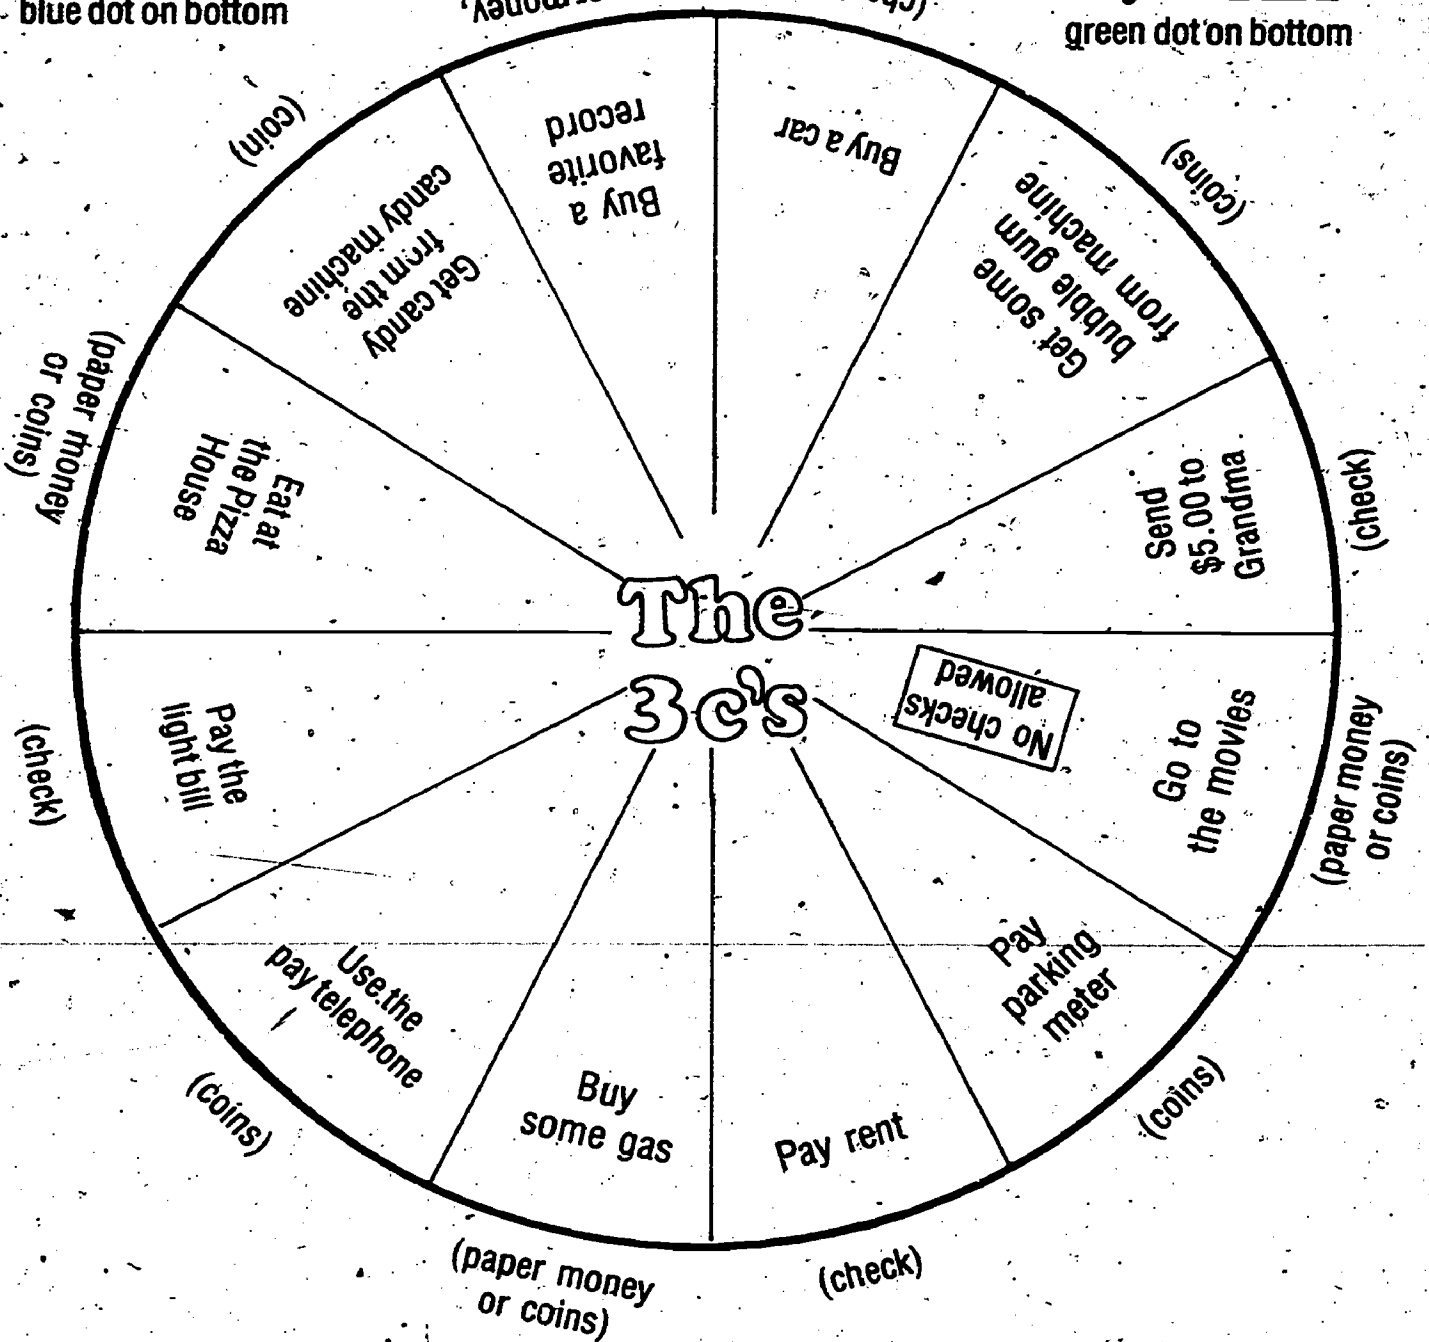 blue dot on bottom
green dot on bottom
Buy a car
Get some
bubble gum
from machine
(coins)
Send
$5.00 to
Grandma
(check)
No checks
allowed
Go to
the movies
(paper money
or coins)
Pay
parking
meter
(coins)
Pay rent
(check)
Buy
some gas
(paper money
or coins)
Use the
pay telephone
(coins)
Pay the
light bill
(check)
Eat at
the Pizza
House
(paper money
or coins)
Get candy
from the
candy machine
(coin)
Buy a
favorite
record
money
The
3c's